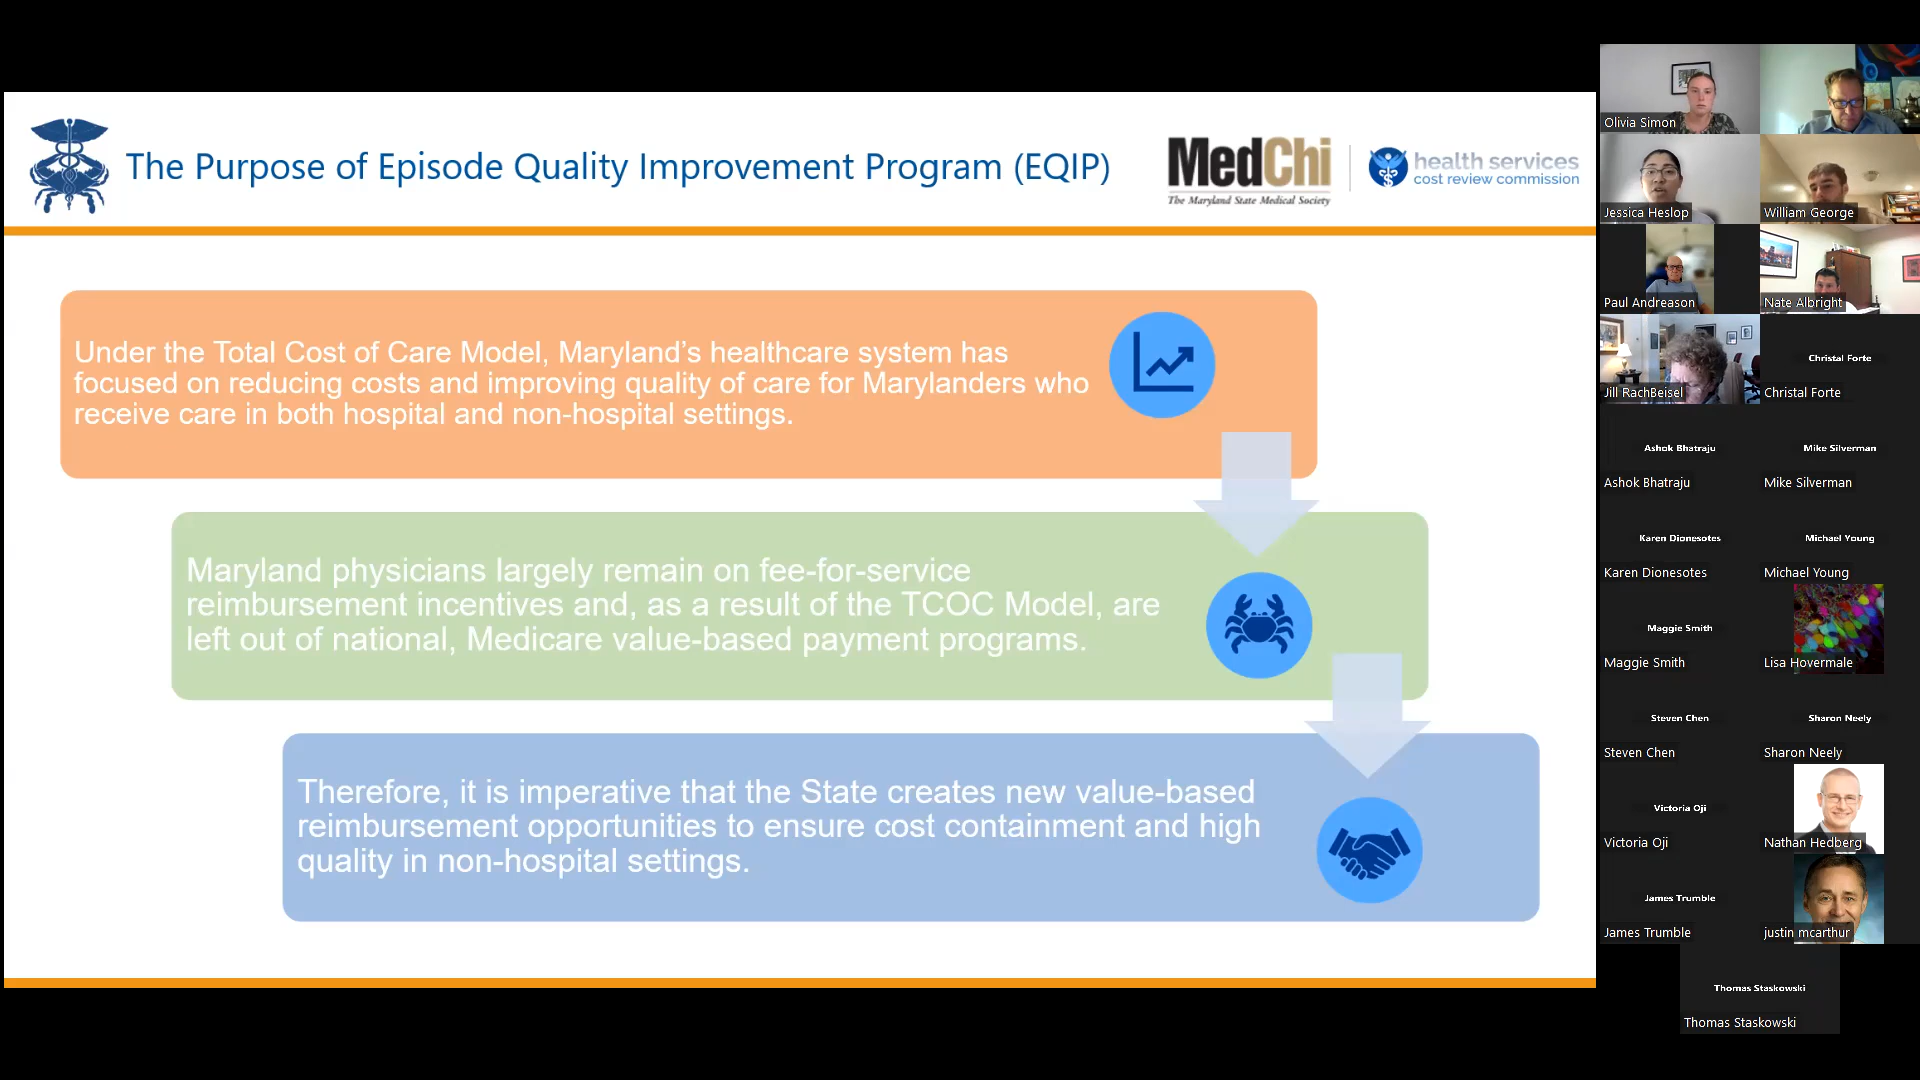 The Purpose of Episode Quality Improvement Program (EQIP)
MedChi
The Maryland State Medical Society
health services
cost review commission
Under the Total Cost of Care Model, Maryland's healthcare system has
focused on reducing costs and improving quality of care for Marylanders who
receive care in both hospital and non-hospital settings.
Maryland physicians largely remain on fee-for-service
reimbursement incentives and, as a result of the TCOC Model, are
left out of national, Medicare value-based payment programs.
Therefore, it is imperative that the State creates new value-based
reimbursement opportunities to ensure cost containment and high
quality in non-hospital settings.
Olivia Simon
Jessica Heslop
William George
Paul Andreason
Nate Albright
Jill RachBeisel
Christal Forte
Christal Forte
Ashok Bhatraju
Ashok Bhatraju
Mike Silverman
Mike Silverman
Karen Dionesotes
Karen Dionesotes
Michael Young
Michael Young
Maggie Smith
Maggie Smith
Lisa Hovermale
Steven Chen
Steven Chen
Sharon Neely
Sharon Neely
Victoria Oji
Victoria Oji
Nathan Hedberg
James Trumble
James Trumble
justin mcarthur
Thomas Staskowski
Thomas Staskowski